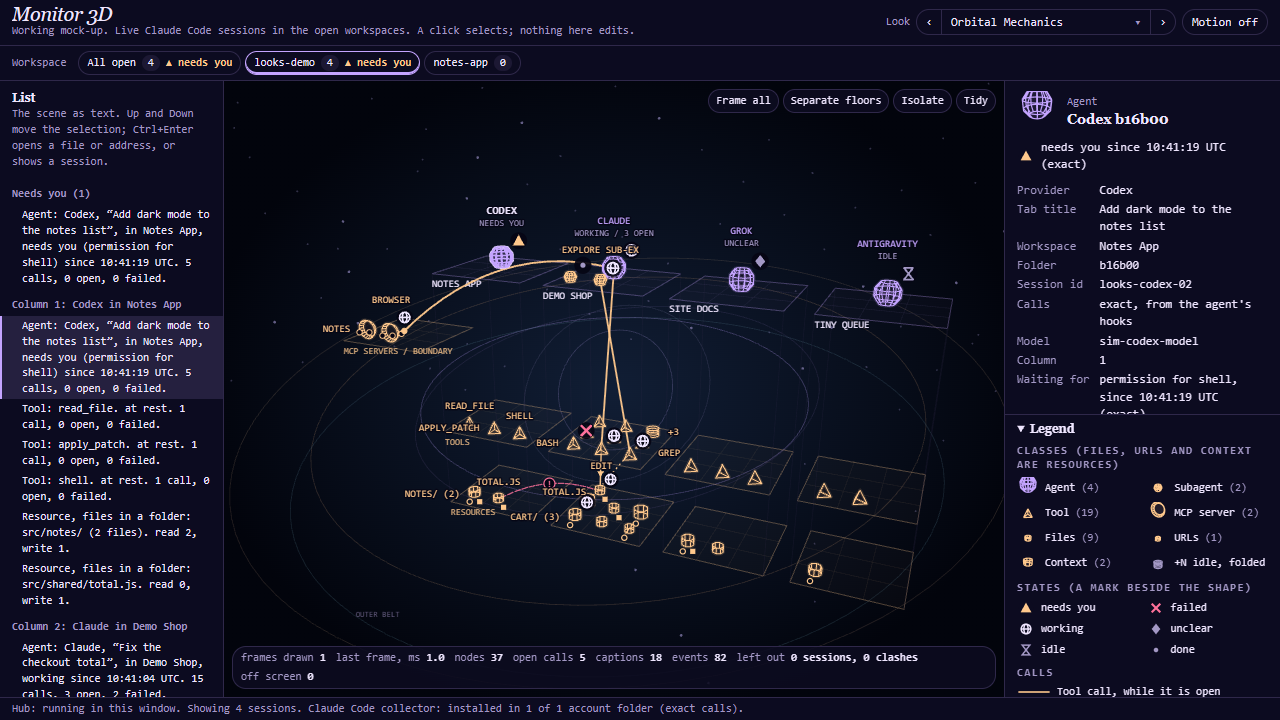 Monitor 3D
Working mock-up. Live Claude Code sessions in the open workspaces. A click selects; nothing here edits.
Look
‹
Orbital Mechanics
›
Motion off
Workspace
All open 4 ▲ needs you
looks-demo 4 ▲ needs you
notes-app 0
List
The scene as text. Up and Down
move the selection; Ctrl+Enter
opens a file or address, or
shows a session.
Needs you (1)
Agent: Codex, “Add dark mode to
the notes list”, in Notes App,
needs you (permission for
shell) since 10:41:19 UTC. 5
calls, 0 open, 0 failed.
Column 1: Codex in Notes App
Agent: Codex, “Add dark mode to
the notes list”, in Notes App,
needs you (permission for
shell) since 10:41:19 UTC. 5
calls, 0 open, 0 failed.
Tool: read_file. at rest. 1
call, 0 open, 0 failed.
Tool: apply_patch. at rest. 1
call, 0 open, 0 failed.
Tool: shell. at rest. 1 call, 0
open, 0 failed.
Resource, files in a folder:
src/notes/ (2 files). read 2,
write 1.
Resource, files in a folder:
src/shared/total.js. read 0,
write 1.
Column 2: Claude in Demo Shop
Agent: Claude, “Fix the
checkout total”, in Demo Shop,
working since 10:41:04 UTC. 15
calls, 3 open, 2 failed.
Frame all
Separate floors
Isolate
Tidy
CODEX
NEEDS YOU
CLAUDE
WORKING / 3 OPEN
EXPLORE SUB-EX
GROK
UNCLEAR
ANTIGRAVITY
IDLE
NOTES APP
DEMO SHOP
SITE DOCS
TINY QUEUE
BROWSER
NOTES
MCP SERVERS / BOUNDARY
READ_FILE
SHELL
APPLY_PATCH
TOOLS
BASH
+3
GREP
EDIT
TOTAL.JS
NOTES/ (2)
TOTAL.JS
RESOURCES
CART/ (3)
OUTER BELT
frames drawn 1 last frame, ms 1.0 nodes 37 open calls 5 captions 18 events 82 left out 0 sessions, 0 clashes
off screen 0
Agent
Codex b16b00
needs you since 10:41:19 UTC
(exact)
Provider Codex
Tab title Add dark mode to the
notes list
Workspace Notes App
Folder b16b00
Session id looks-codex-02
Calls exact, from the agent's
hooks
Model sim-codex-model
Column 1
Waiting for permission for shell,
since 10:41:19 UTC
(exact)
▼ Legend
CLASSES (FILES, URLS AND CONTEXT
ARE RESOURCES)
Agent (4)
Subagent (2)
Tool (19)
MCP server (2)
Files (9)
URLs (1)
Context (2)
+N idle, folded
STATES (A MARK BESIDE THE SHAPE)
needs you
failed
working
unclear
idle
done
CALLS
Tool call, while it is open
Hub: running in this window. Showing 4 sessions. Claude Code collector: installed in 1 of 1 account folder (exact calls).